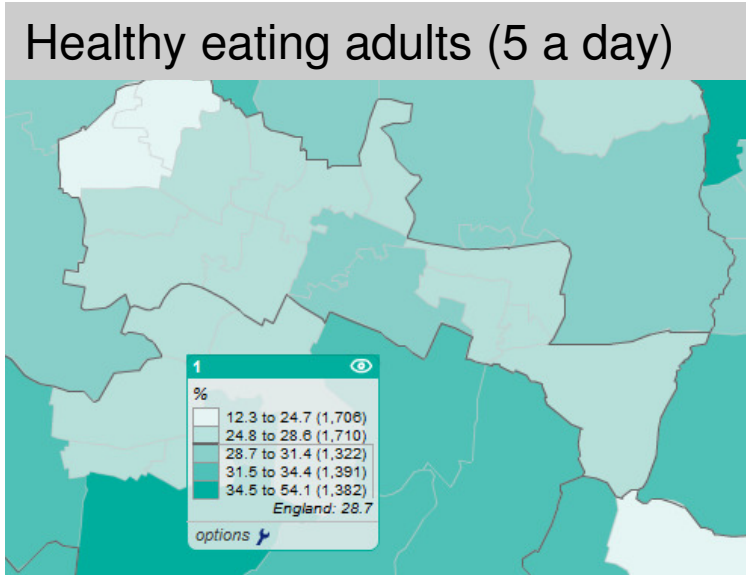 Healthy eating adults (5 a day)
1
%
12.3 to 24.7 (1,706)
24.8 to 28.6 (1,710)
28.7 to 31.4 (1,322)
31.5 to 34.4 (1,391)
34.5 to 54.1 (1,382)
England: 28.7
options